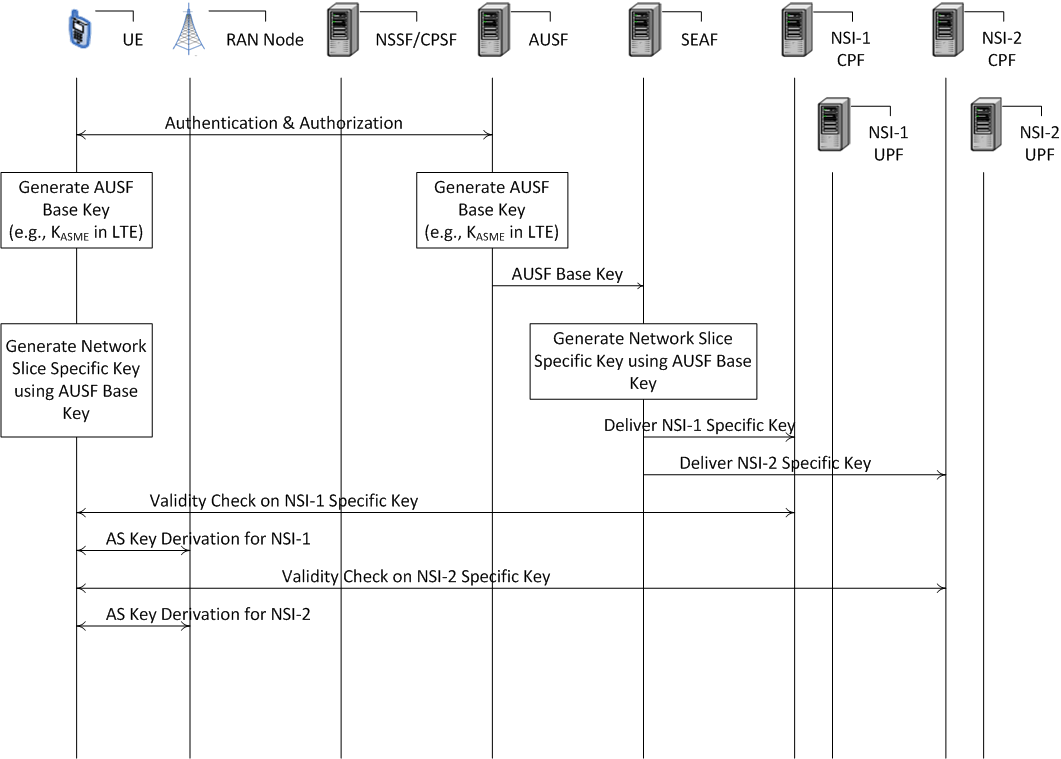 UE
RAN Node
NSSF/CPSF
AUSF
SEAF
NSI-1
CPF
NSI-2
CPF
NSI-1
UPF
NSI-2
UPF
Authentication & Authorization
Generate AUSF
Base Key
(e.g., KASME in LTE)
Generate AUSF
Base Key
(e.g., KASME in LTE)
AUSF Base Key
Generate Network
Slice Specific Key
using AUSF Base
Key
Generate Network Slice
Specific Key using AUSF Base
Key
Deliver NSI-1 Specific Key
Deliver NSI-2 Specific Key
Validity Check on NSI-1 Specific Key
AS Key Derivation for NSI-1
Validity Check on NSI-2 Specific Key
AS Key Derivation for NSI-2